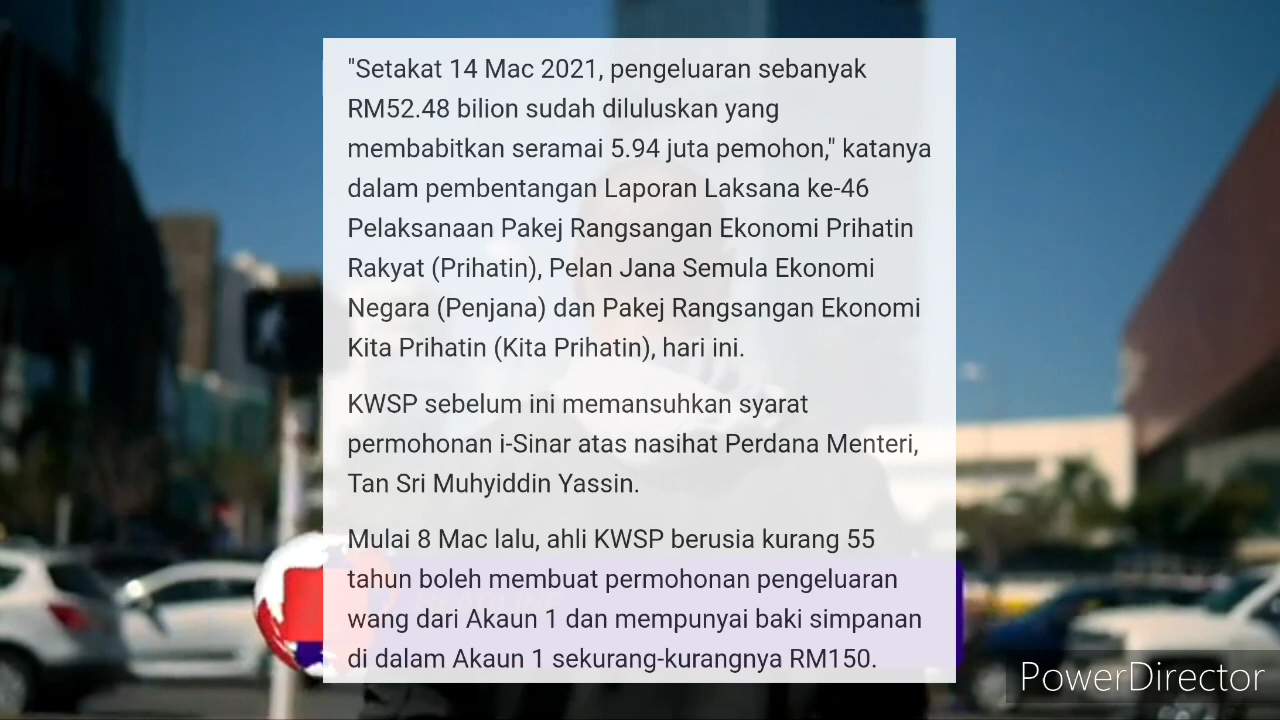 "Setakat 14 Mac 2021, pengeluaran sebanyak
RM52.48 bilion sudah diluluskan yang
membabitkan seramai 5.94 juta pemohon," katanya
dalam pembentangan Laporan Laksana ke-46
Pelaksanaan Pakej Rangsangan Ekonomi Prihatin
Rakyat (Prihatin), Pelan Jana Semula Ekonomi
Negara (Penjana) dan Pakej Rangsangan Ekonomi
Kita Prihatin (Kita Prihatin), hari ini.
KWSP sebelum ini memansuhkan syarat
permohonan i-Sinar atas nasihat Perdana Menteri,
Tan Sri Muhyiddin Yassin.
Mulai 8 Mac lalu, ahli KWSP berusia kurang 55
tahun boleh membuat permohonan pengeluaran
wang dari Akaun 1 dan mempunyai baki simpanan
di dalam Akaun 1 sekurang-kurangnya RM150.
PowerDirector